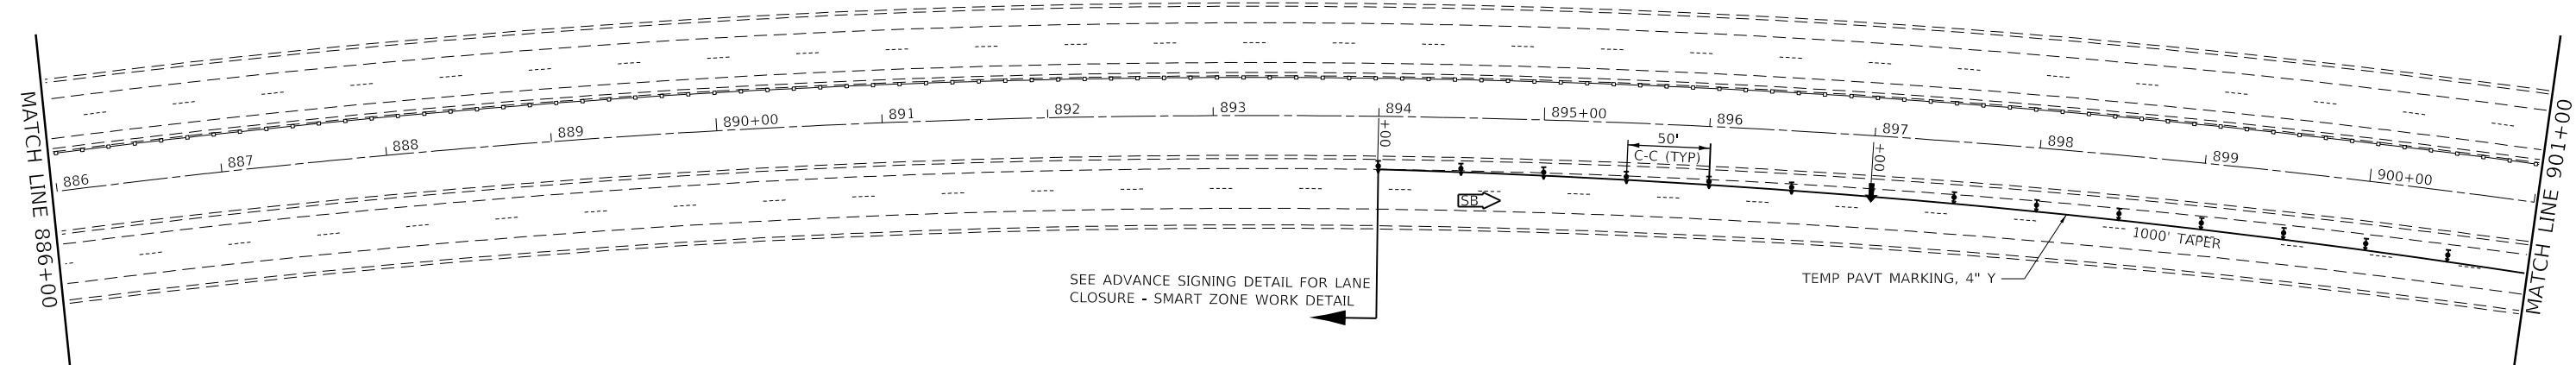 MATCH LINE 886+00
886
887
888
889
890+00
891
892
893
894
895+00
896
897
898
899
900+00
+00
50'
C-C (TYP)
+00
SB
1000' TAPER
TEMP PAVT MARKING, 4" Y
SEE ADVANCE SIGNING DETAIL FOR LANE
CLOSURE - SMART ZONE WORK DETAIL
MATCH LINE 901+00